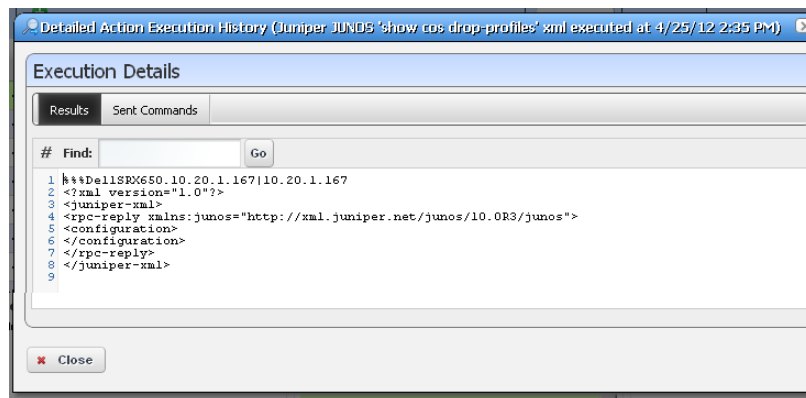 Detailed Action Execution History (Juniper JUNOS 'show cos drop-profiles' xml executed at 4/25/12 2:35 PM)
Execution Details
Results Sent Commands
# Find: Go
1 %%%DellSRX650.10.20.1.167|10.20.1.167
2 <?xml version="1.0"?>
3 <juniper-xml>
4 <rpc-reply xmlns:junos="http://xml.juniper.net/junos/10.0R3/junos">
5 <configuration>
6 </configuration>
7 </rpc-reply>
8 </juniper-xml>
9
Close